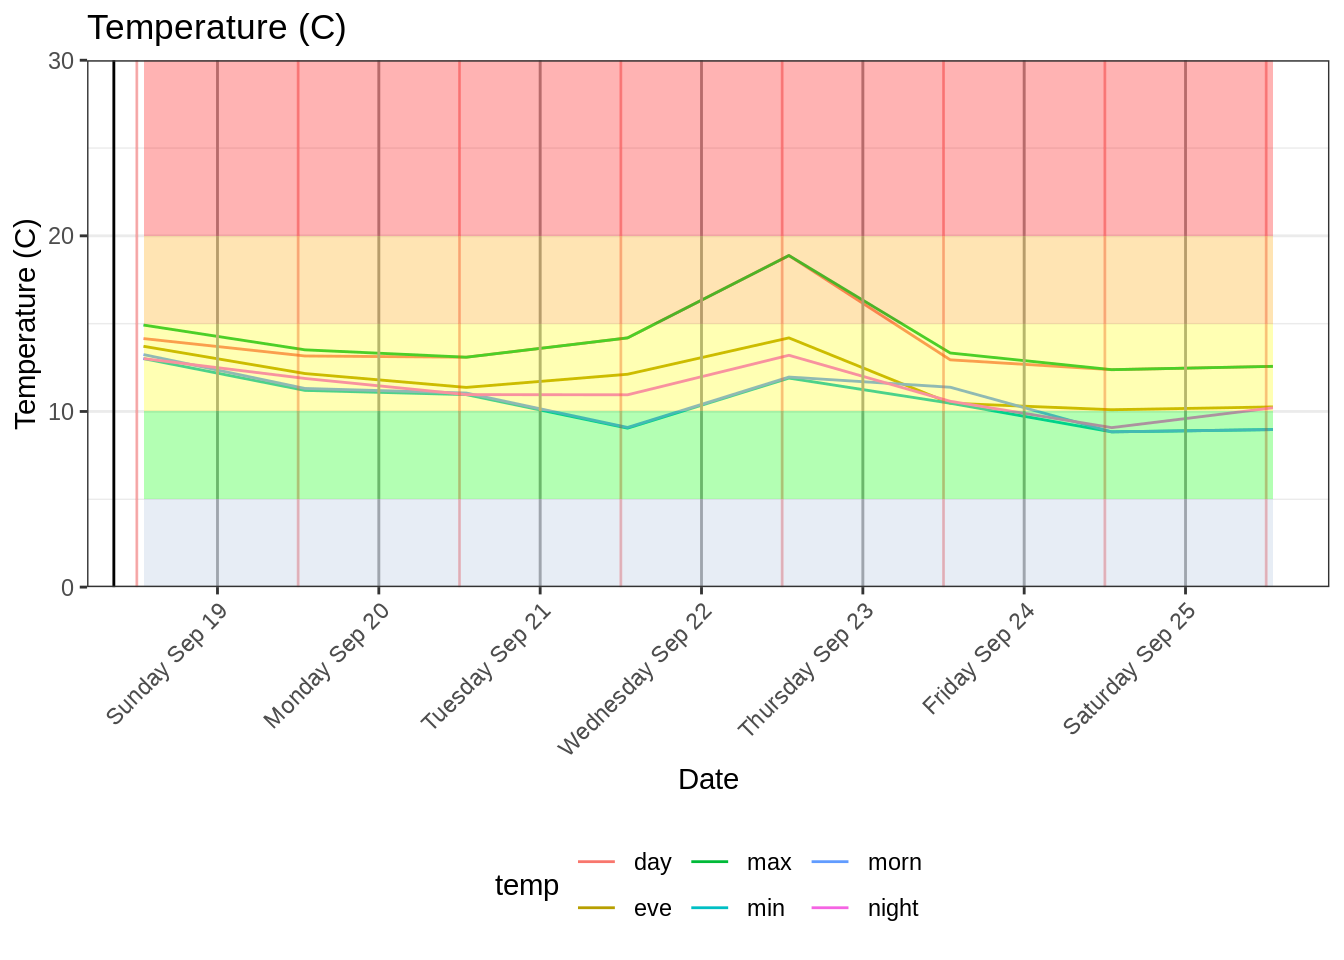 Temperature (C)
Temperature (C)
30
20
10
0
Sunday Sep 19
Monday Sep 20
Tuesday Sep 21
Wednesday Sep 22
Thursday Sep 23
Friday Sep 24
Saturday Sep 25
Date
temp
day
max
morn
eve
min
night